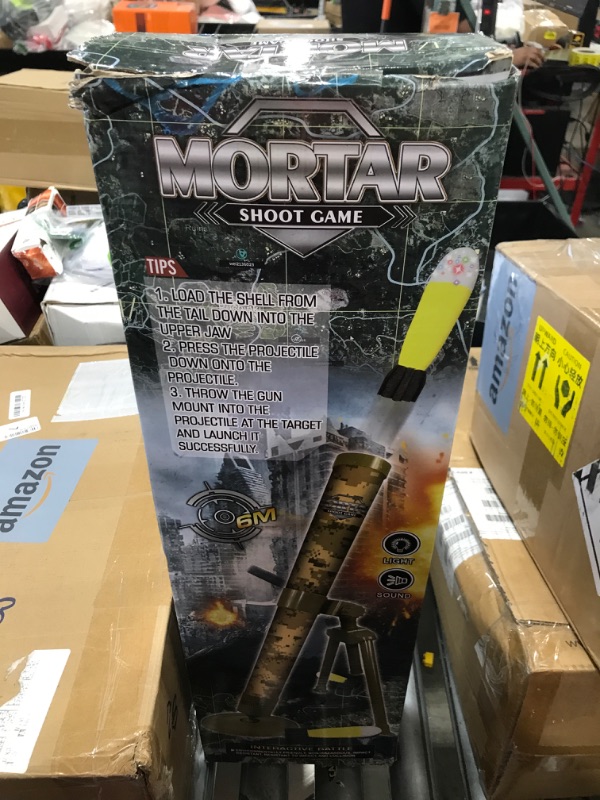 MORTAR
MORTAR
SHOOT GAME
TIPS
1. LOAD THE SHELL FROM
THE TAIL DOWN INTO THE
UPPER JAW
2. PRESS THE PROJECTILE
DOWN ONTO THE
PROJECTILE.
3. THROW THE GUN
MOUNT INTO THE
PROJECTILE AT THE TARGET
AND LAUNCH IT
SUCCESSFULLY.
6M
LIGHT
SOUND
INTERACTIVE BATTLE
amazon
amazon
CAUTION